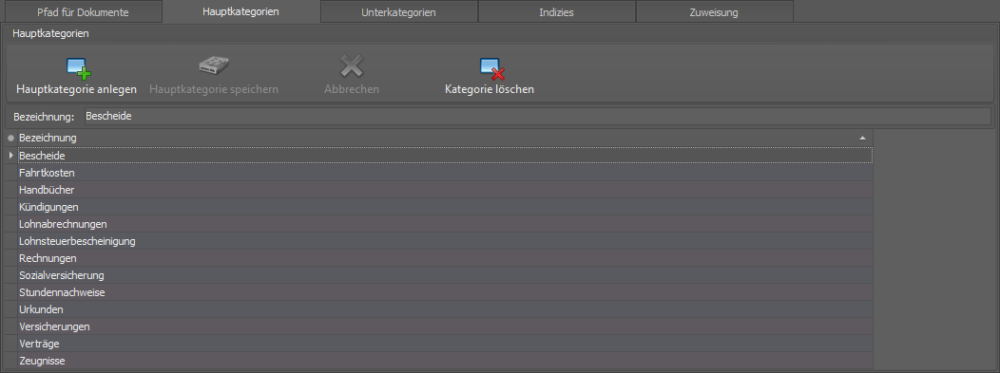 Pfad für Dokumente Hauptkategorien Unterkategorien Indizies Zuweisung
Hauptkategorien
Hauptkategorie anlegen Hauptkategorie speichern Abbrechen Kategorie löschen
Bezeichnung: Bescheide
Bezeichnung
Bescheide
Fahrtkosten
Handbücher
Kündigungen
Lohnabrechnungen
Lohnsteuerbescheinigung
Rechnungen
Sozialversicherung
Stundennachweise
Urkunden
Versicherungen
Verträge
Zeugnisse